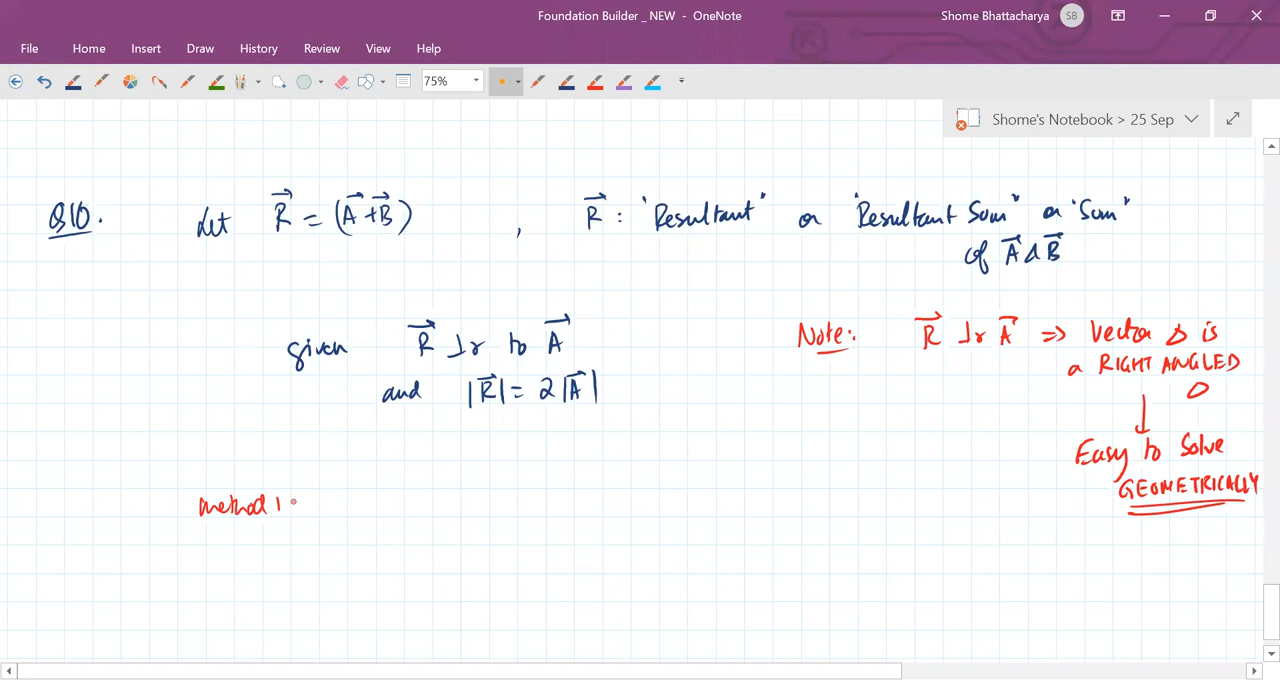 Foundation Builder _ NEW - OneNote
Shome Bhattacharya SB
File Home Insert Draw History Review View Help
75%
Shome's Notebook > 25 Sep
Q10. Let R⃗ = (A⃗+B⃗) , R⃗ : "Resultant" or "Resultant Sum" or "Sum"
of A⃗ & B⃗
given R⃗ ⊥r to A⃗
and |R⃗| = 2|A⃗|
Note: R⃗ ⊥r A⃗ ⇒ Vector Δ is
a RIGHT ANGLED
Δ
↓
Easy to Solve
GEOMETRICALLY
method 1